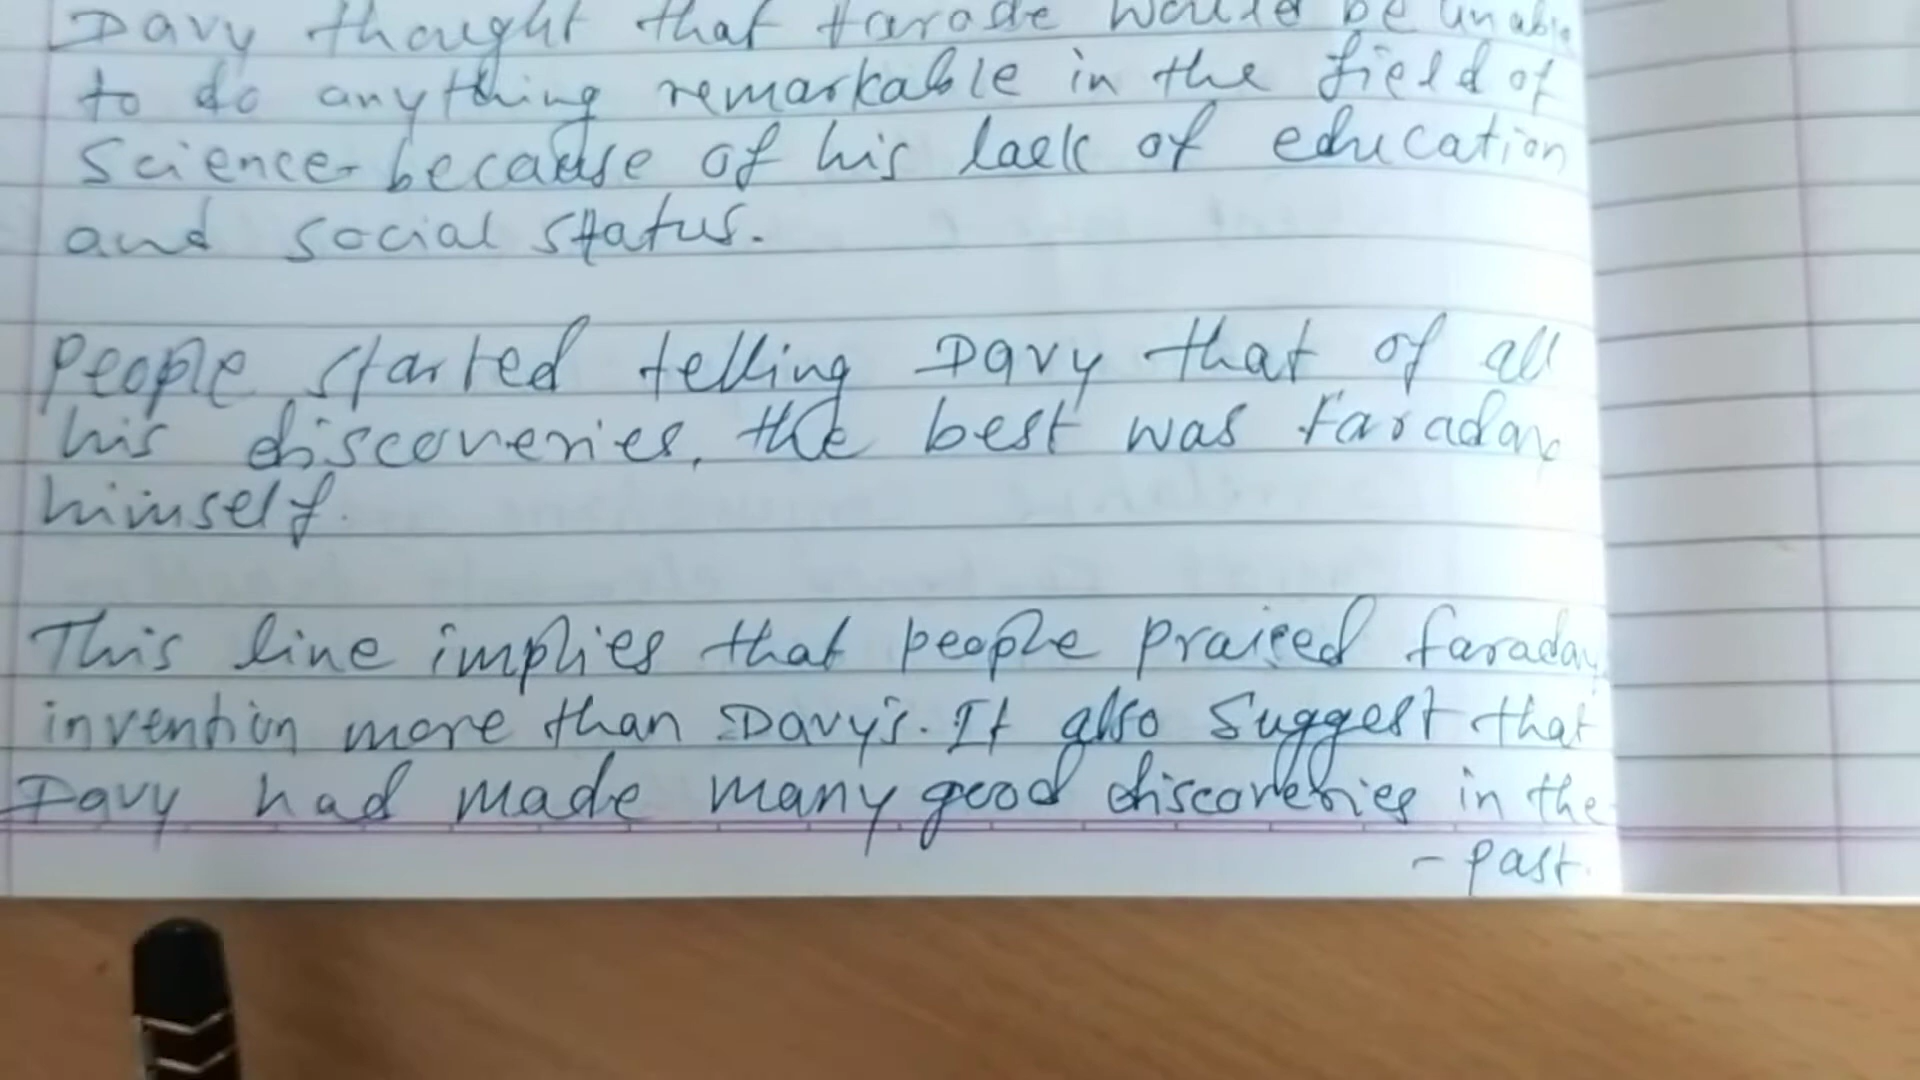 Davy thought that farade would be unable
to do anything remarkable in the field of
Science because of his lack of education
and social status.
People started telling Davy that of all
his discoveries, the best was Faraday
himself.
This line implies that people praised faraday
invention more than Davy's. It also Suggest that
Davy had made many good discoveries in the
- past.